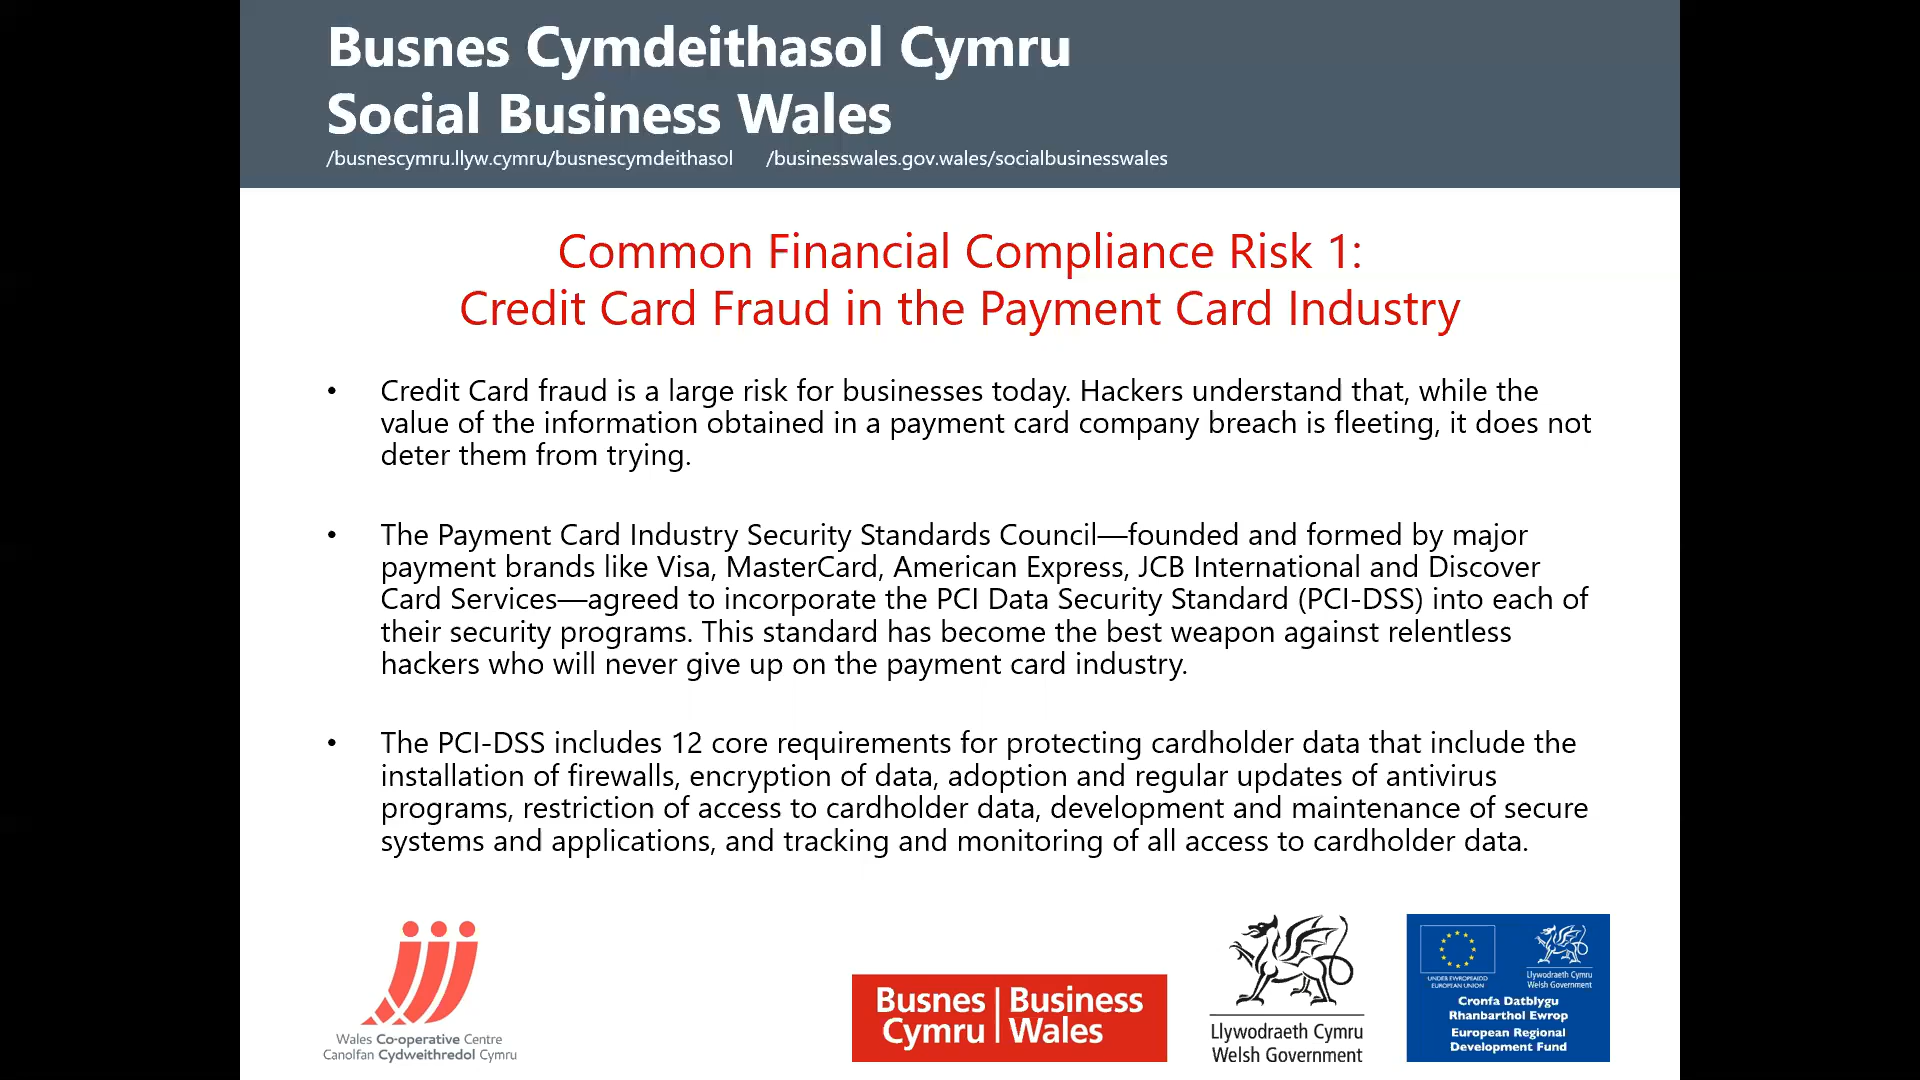 Busnes Cymdeithasol Cymru
Social Business Wales
/busnescymru.llyw.cymru/busnescymdeithasol /businesswales.gov.wales/socialbusinesswales
Common Financial Compliance Risk 1:
Credit Card Fraud in the Payment Card Industry
• Credit Card fraud is a large risk for businesses today. Hackers understand that, while the
value of the information obtained in a payment card company breach is fleeting, it does not
deter them from trying.
• The Payment Card Industry Security Standards Council—founded and formed by major
payment brands like Visa, MasterCard, American Express, JCB International and Discover
Card Services—agreed to incorporate the PCI Data Security Standard (PCI-DSS) into each of
their security programs. This standard has become the best weapon against relentless
hackers who will never give up on the payment card industry.
• The PCI-DSS includes 12 core requirements for protecting cardholder data that include the
installation of firewalls, encryption of data, adoption and regular updates of antivirus
programs, restriction of access to cardholder data, development and maintenance of secure
systems and applications, and tracking and monitoring of all access to cardholder data.
Wales Co-operative Centre
Canolfan Cydweithredol Cymru
Busnes Cymru
Business Wales
Llywodraeth Cymru
Welsh Government
UNDEB EWROPEAIDD
EUROPEAN UNION
Llywodraeth Cymru
Welsh Government
Cronfa Datblygu
Rhanbarthol Ewrop
European Regional
Development Fund